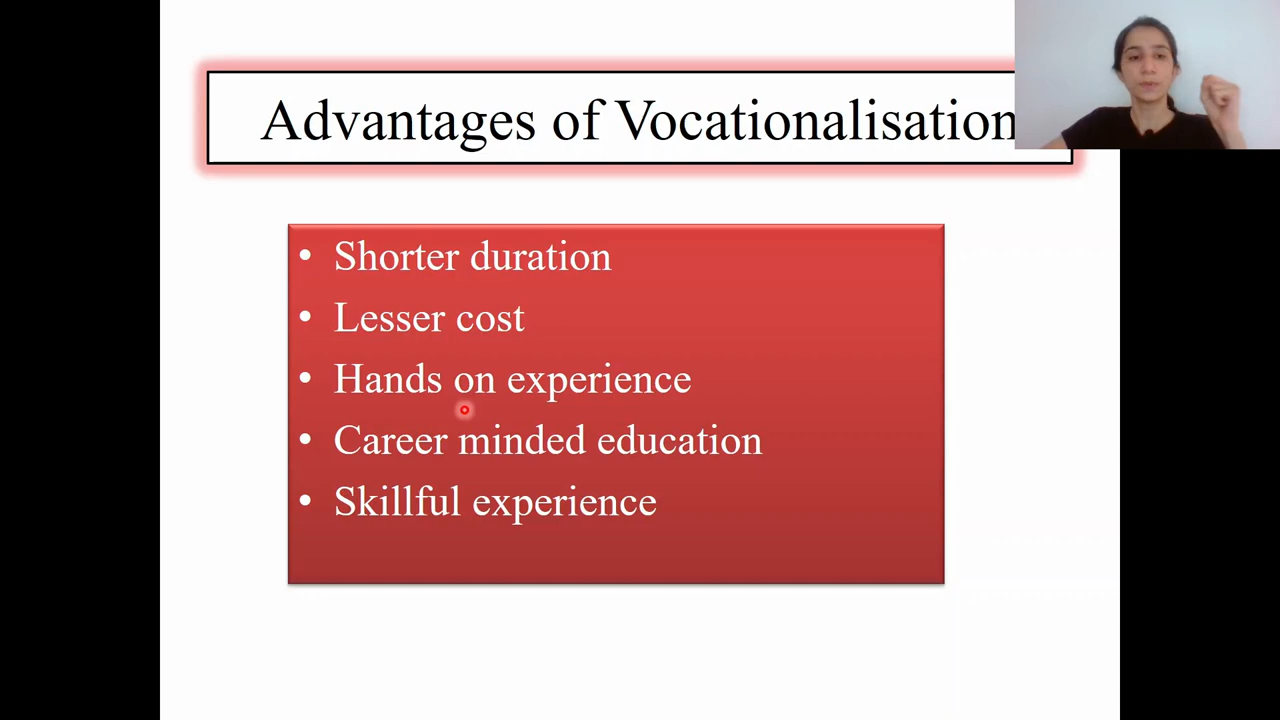 Advantages of Vocationalisation
• Shorter duration
• Lesser cost
• Hands on experience
• Career minded education
• Skillful experience